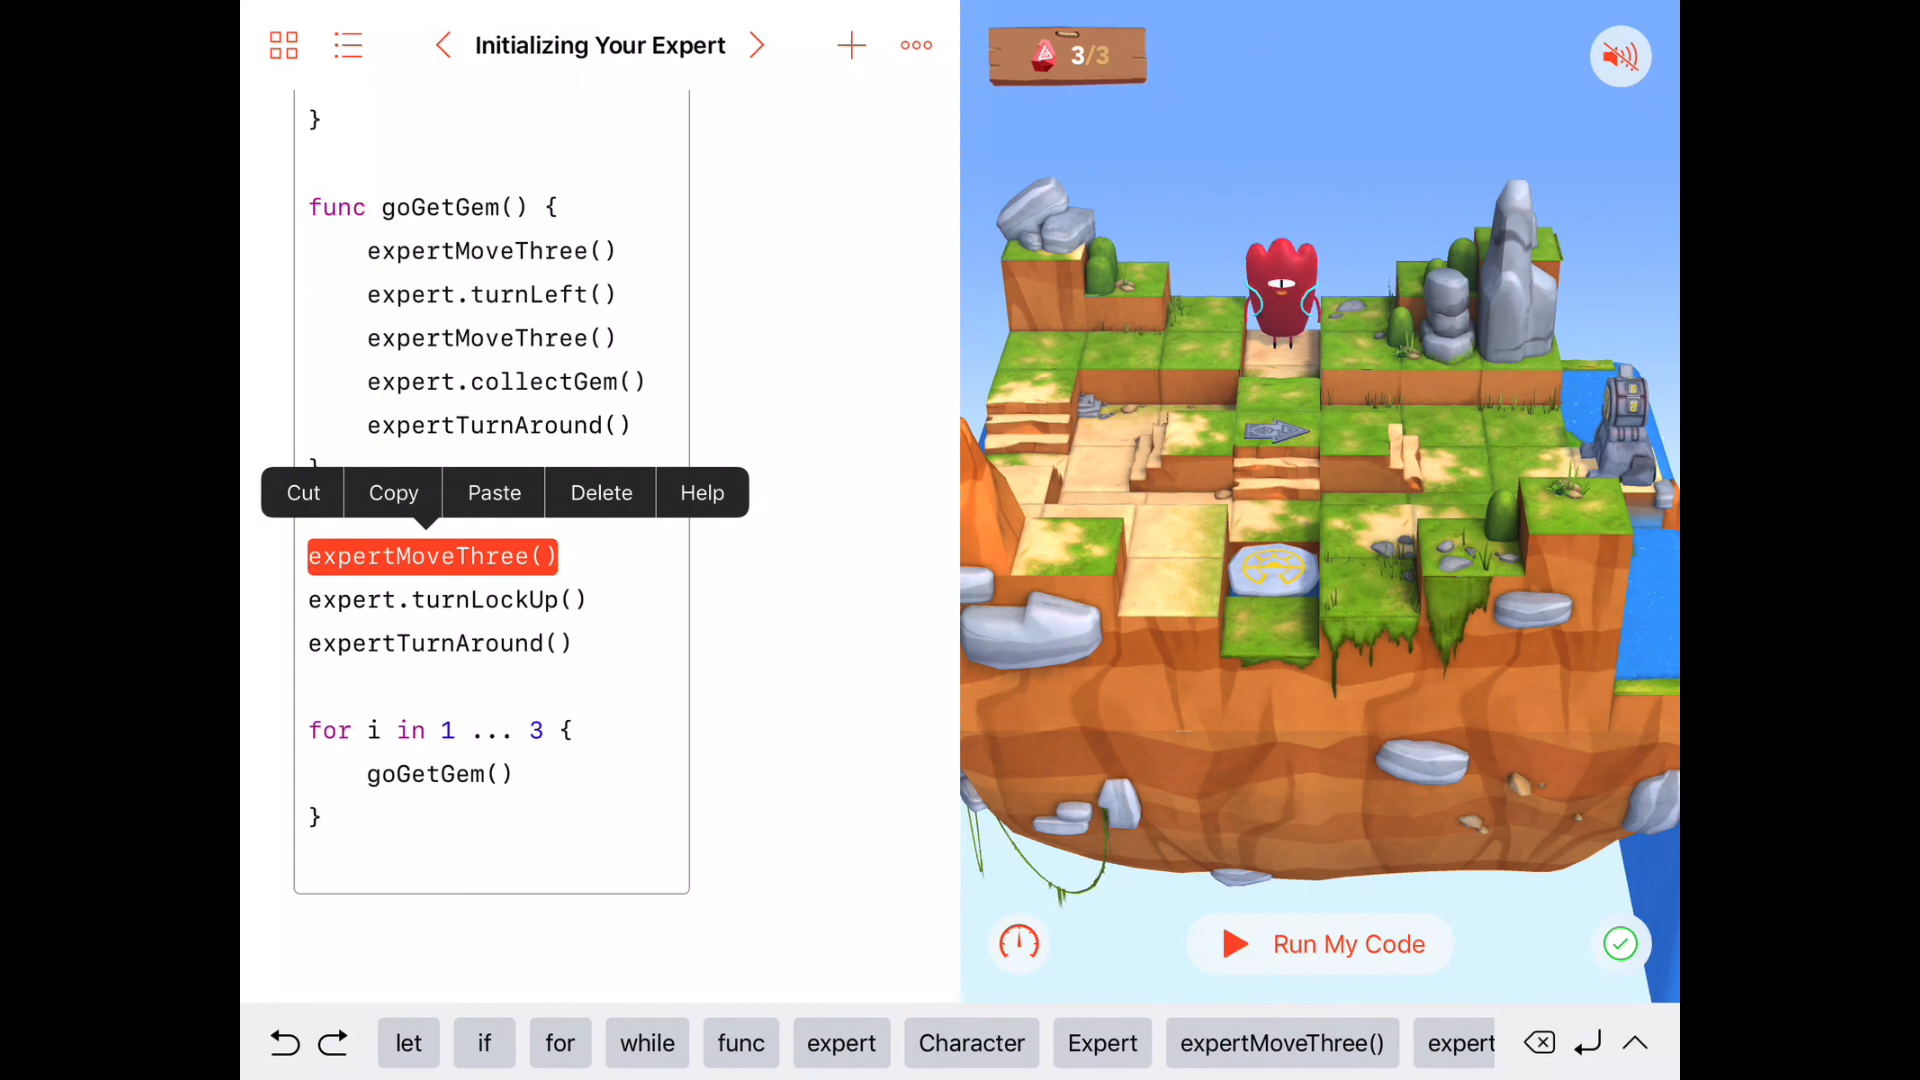 Initializing Your Expert
3/3
}
func goGetGem() {
expertMoveThree()
expert.turnLeft()
expertMoveThree()
expert.collectGem()
expertTurnAround()
Cut Copy Paste Delete Help
expertMoveThree()
expert.turnLockUp()
expertTurnAround()
for i in 1 ... 3 {
goGetGem()
}
Run My Code
let if for while func expert Character Expert expertMoveThree() expert